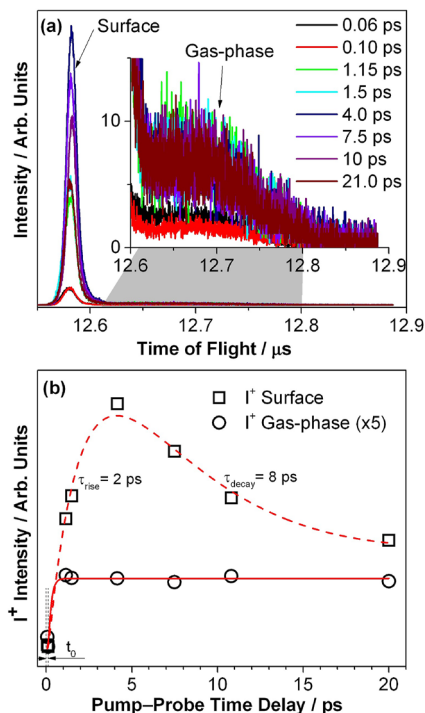 (a)
Surface
Gas-phase
0.06 ps
0.10 ps
1.15 ps
1.5 ps
4.0 ps
7.5 ps
10 ps
21.0 ps
10
0
12.6 12.7 12.8 12.9
Intensity / Arb. Units
12.6 12.7 12.8 12.9
Time of Flight / μs
(b)
I⁺ Surface
I⁺ Gas-phase (x5)
τrise= 2 ps
τdecay= 8 ps
t₀
I⁺ Intensity / Arb. Units
0 5 10 15 20
Pump–Probe Time Delay / ps